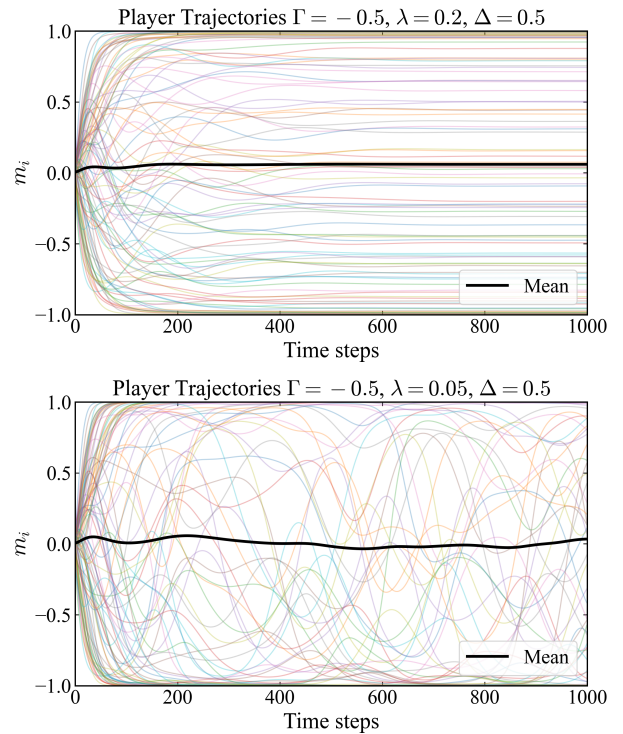 Player Trajectories Γ = −0.5, λ = 0.2, Δ = 0.5
1.0
0.5
0.0
−0.5
−1.0
m_i
Mean
0 200 400 600 800 1000
Time steps
Player Trajectories Γ = −0.5, λ = 0.05, Δ = 0.5
1.0
0.5
0.0
−0.5
−1.0
m_i
Mean
0 200 400 600 800 1000
Time steps